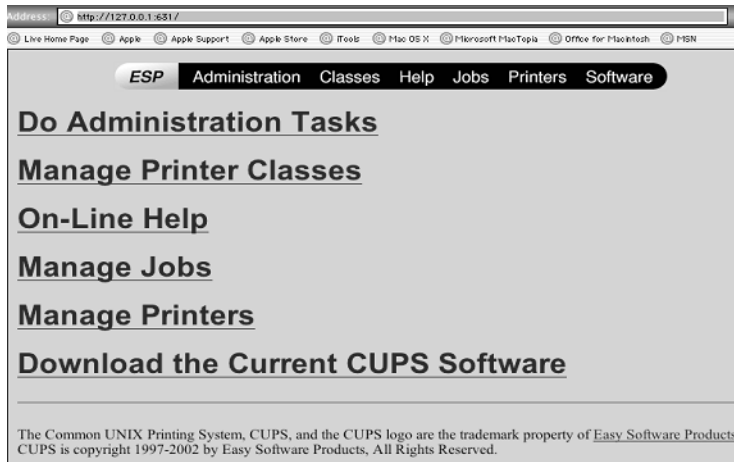 Address: http://127.0.0.1:631/
Live Home Page Apple Apple Support Apple Store iTools Mac OS X Microsoft MacTopia Office for Macintosh MSN
ESP Administration Classes Help Jobs Printers Software
Do Administration Tasks
Manage Printer Classes
On-Line Help
Manage Jobs
Manage Printers
Download the Current CUPS Software
The Common UNIX Printing System, CUPS, and the CUPS logo are the trademark property of Easy Software Products
CUPS is copyright 1997-2002 by Easy Software Products, All Rights Reserved.